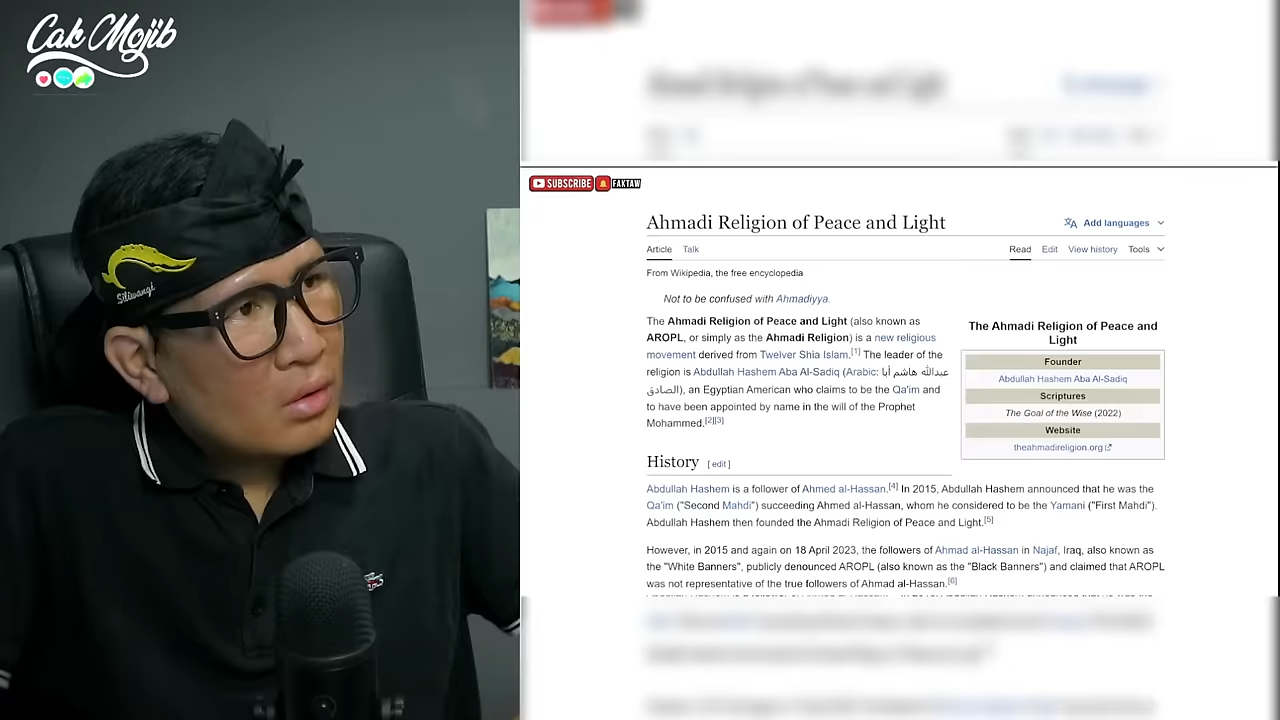 Cak Mojib
Siliwangi
SUBSCRIBE FAKTAW
Ahmadi Religion of Peace and Light
Add languages
Article Talk Read Edit View history Tools
From Wikipedia, the free encyclopedia
Not to be confused with Ahmadiyya.
The Ahmadi Religion of Peace and Light (also known as
AROPL, or simply as the Ahmadi Religion) is a new religious
movement derived from Twelver Shia Islam.[1] The leader of the
religion is Abdullah Hashem Aba Al-Sadiq (Arabic: عبدالله هاشم أبا
الصادق), an Egyptian American who claims to be the Qa'im and
to have been appointed by name in the will of the Prophet
Mohammed.[2][3]
The Ahmadi Religion of Peace and
Light
Founder
Abdullah Hashem Aba Al-Sadiq
Scriptures
The Goal of the Wise (2022)
Website
theahmadireligion.org
History [ edit ]
Abdullah Hashem is a follower of Ahmed al-Hassan.[4] In 2015, Abdullah Hashem announced that he was the
Qa'im ("Second Mahdi") succeeding Ahmed al-Hassan, whom he considered to be the Yamani ("First Mahdi").
Abdullah Hashem then founded the Ahmadi Religion of Peace and Light.[5]
However, in 2015 and again on 18 April 2023, the followers of Ahmad al-Hassan in Najaf, Iraq, also known as
the "White Banners", publicly denounced AROPL (also known as the "Black Banners") and claimed that AROPL
was not representative of the true followers of Ahmad al-Hassan.[6]